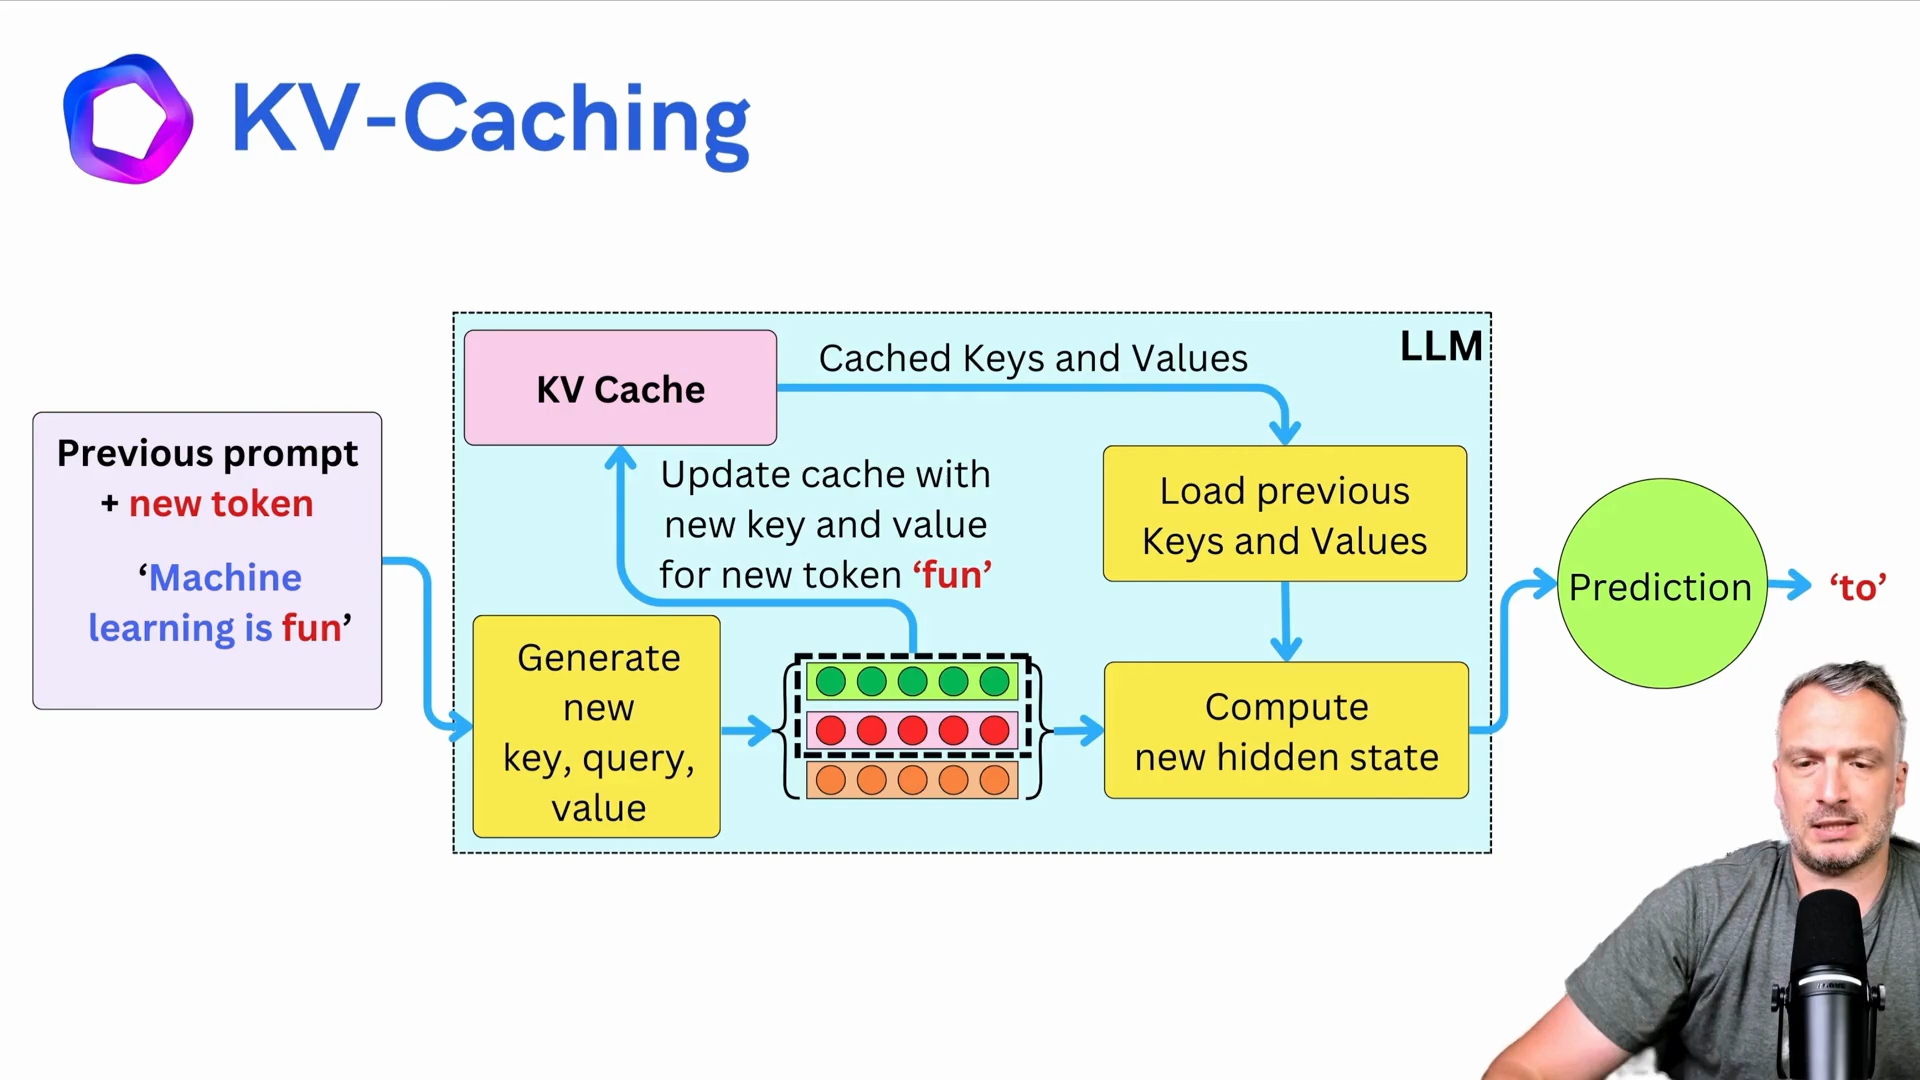 KV-Caching
LLM
KV Cache
Cached Keys and Values
Previous prompt
+ new token
‘Machine
learning is fun’
Update cache with
new key and value
for new token ‘fun’
Load previous
Keys and Values
Generate
new
key, query,
value
Compute
new hidden state
Prediction
‘to’